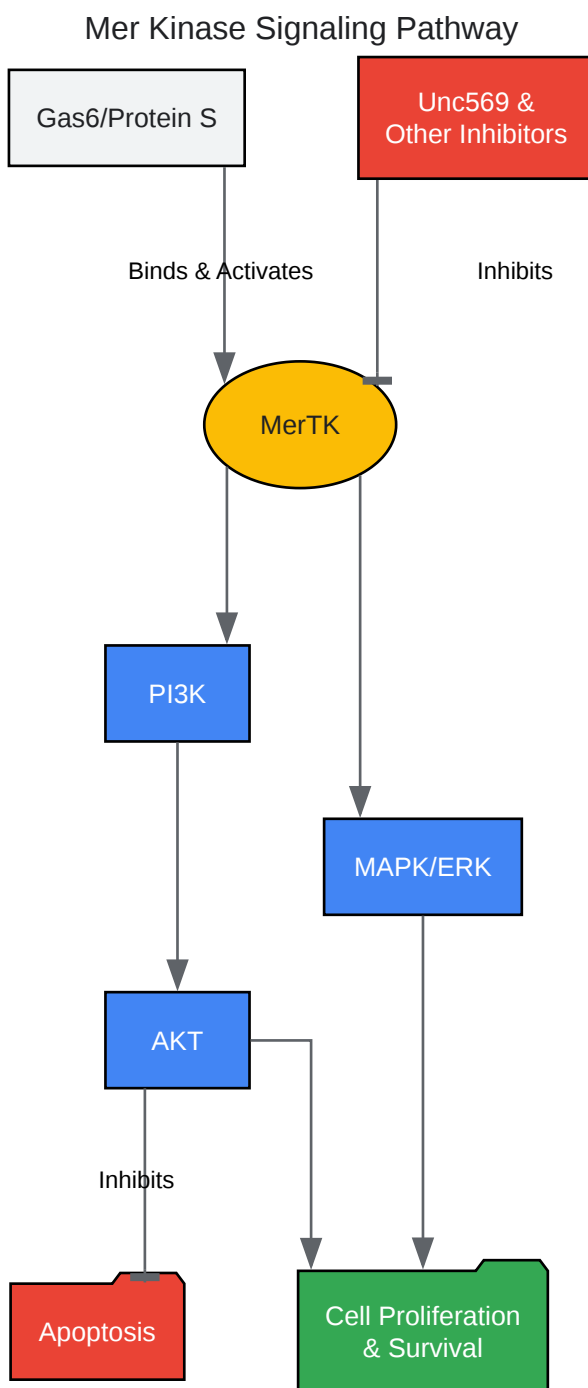 Mer Kinase Signaling Pathway
Gas6/Protein S
Unc569 &
Other Inhibitors
Binds & Activates
Inhibits
MerTK
PI3K
MAPK/ERK
AKT
Inhibits
Apoptosis
Cell Proliferation
& Survival